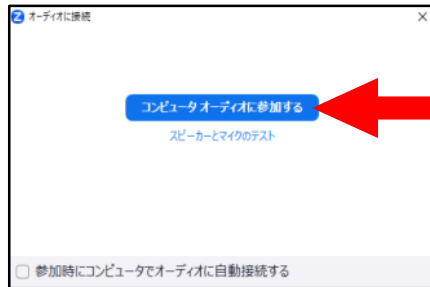 オーディオに接続
コンピュータ オーディオに参加する
スピーカーとマイクのテスト
参加時にコンピュータでオーディオに自動接続する